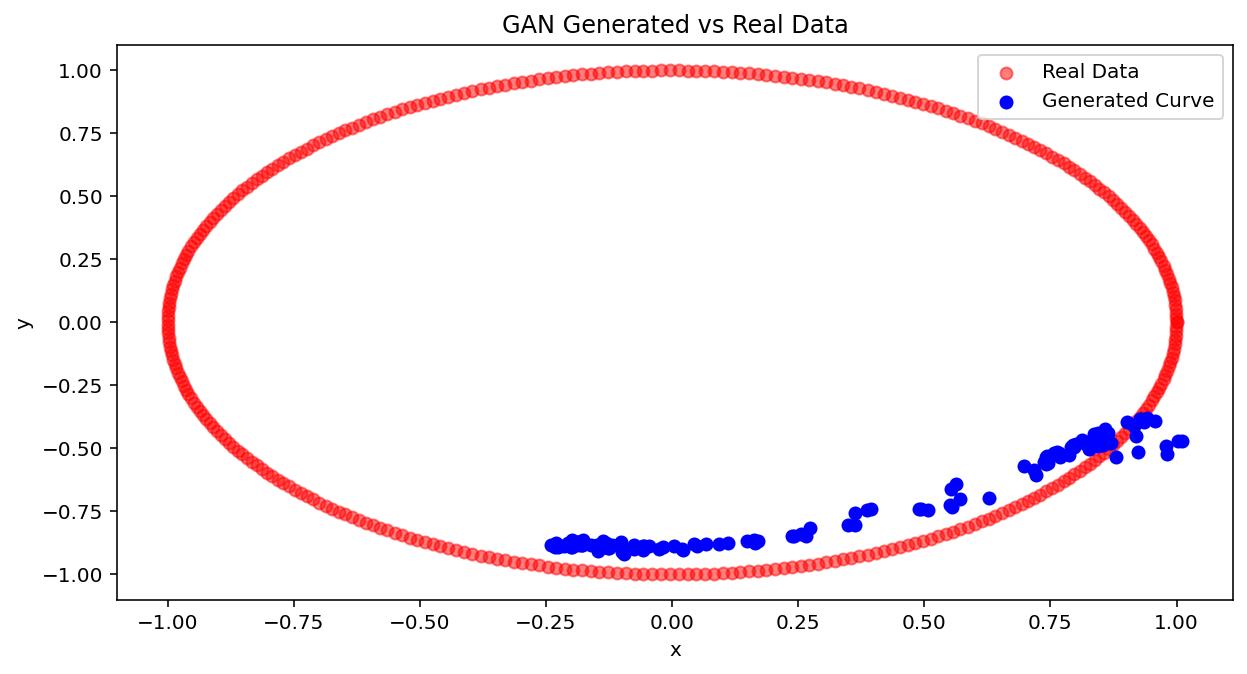 GAN Generated vs Real Data
Real Data
Generated Curve
1.00
0.75
0.50
0.25
0.00
−0.25
−0.50
−0.75
−1.00
y
−1.00 −0.75 −0.50 −0.25 0.00 0.25 0.50 0.75 1.00
x